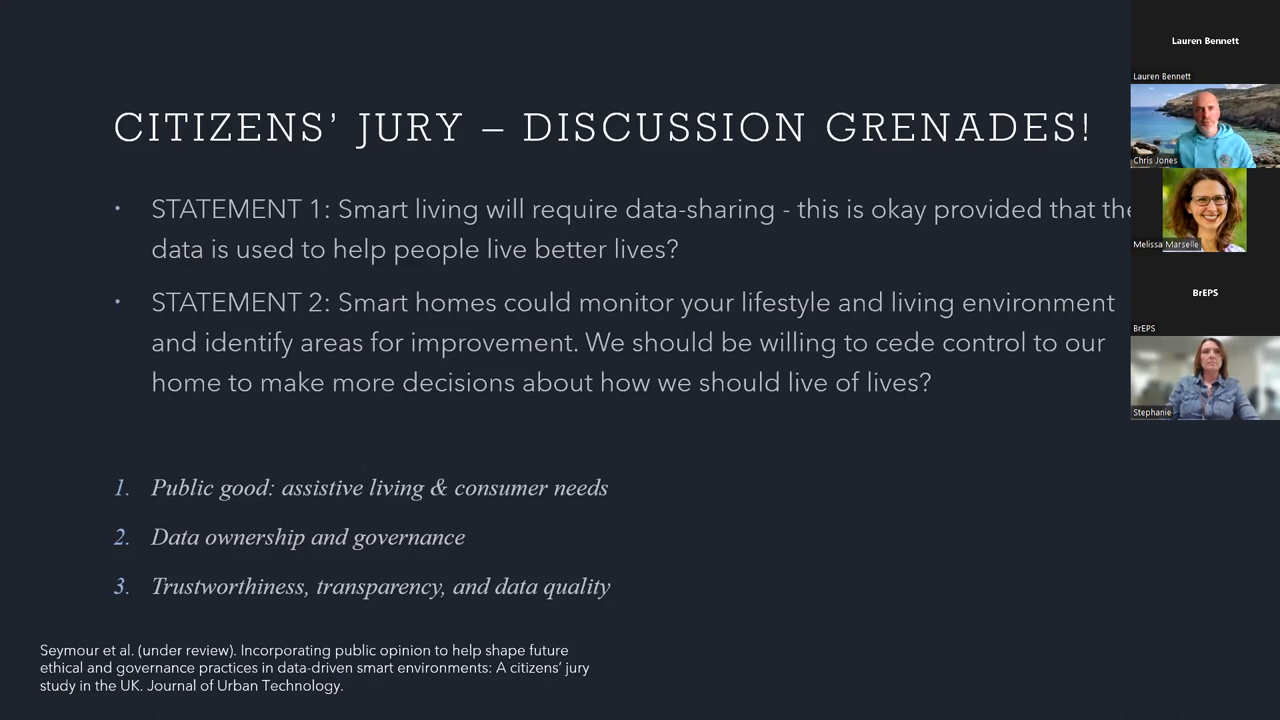 CITIZENS’ JURY – DISCUSSION GRENADES!
• STATEMENT 1: Smart living will require data-sharing - this is okay provided that the
data is used to help people live better lives?
• STATEMENT 2: Smart homes could monitor your lifestyle and living environment
and identify areas for improvement. We should be willing to cede control to our
home to make more decisions about how we should live of lives?
1. Public good: assistive living & consumer needs
2. Data ownership and governance
3. Trustworthiness, transparency, and data quality
Seymour et al. (under review). Incorporating public opinion to help shape future
ethical and governance practices in data-driven smart environments: A citizens’ jury
study in the UK. Journal of Urban Technology.
Lauren Bennett
Lauren Bennett
Chris Jones
Melissa Marselle
BrEPS
BrEPS
Stephanie